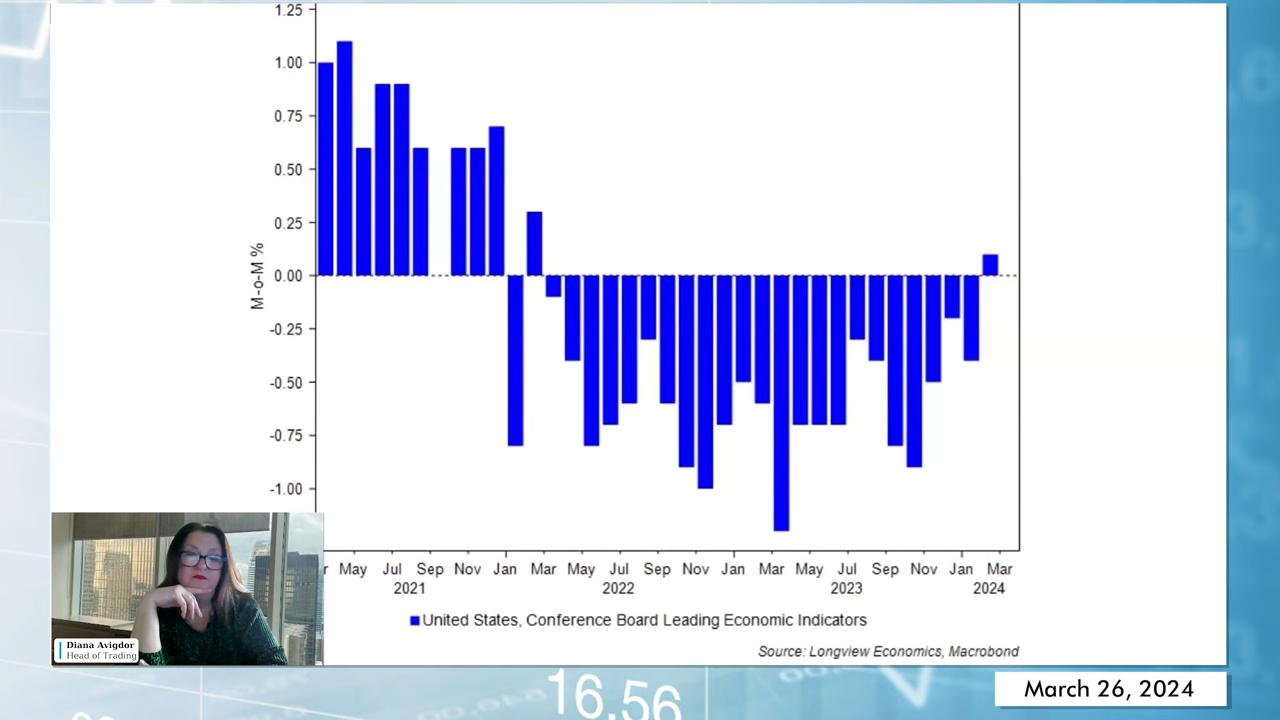 1.25
1.00
0.75
0.50
0.25
0.00
-0.25
-0.50
-0.75
-1.00
M-o-M %
r May Jul Sep Nov Jan Mar May Jul Sep Nov Jan Mar May Jul Sep Nov Jan Mar
2021 2022 2023 2024
United States, Conference Board Leading Economic Indicators
Source: Longview Economics, Macrobond
Diana Avigdor
Head of Trading
March 26, 2024
16,56